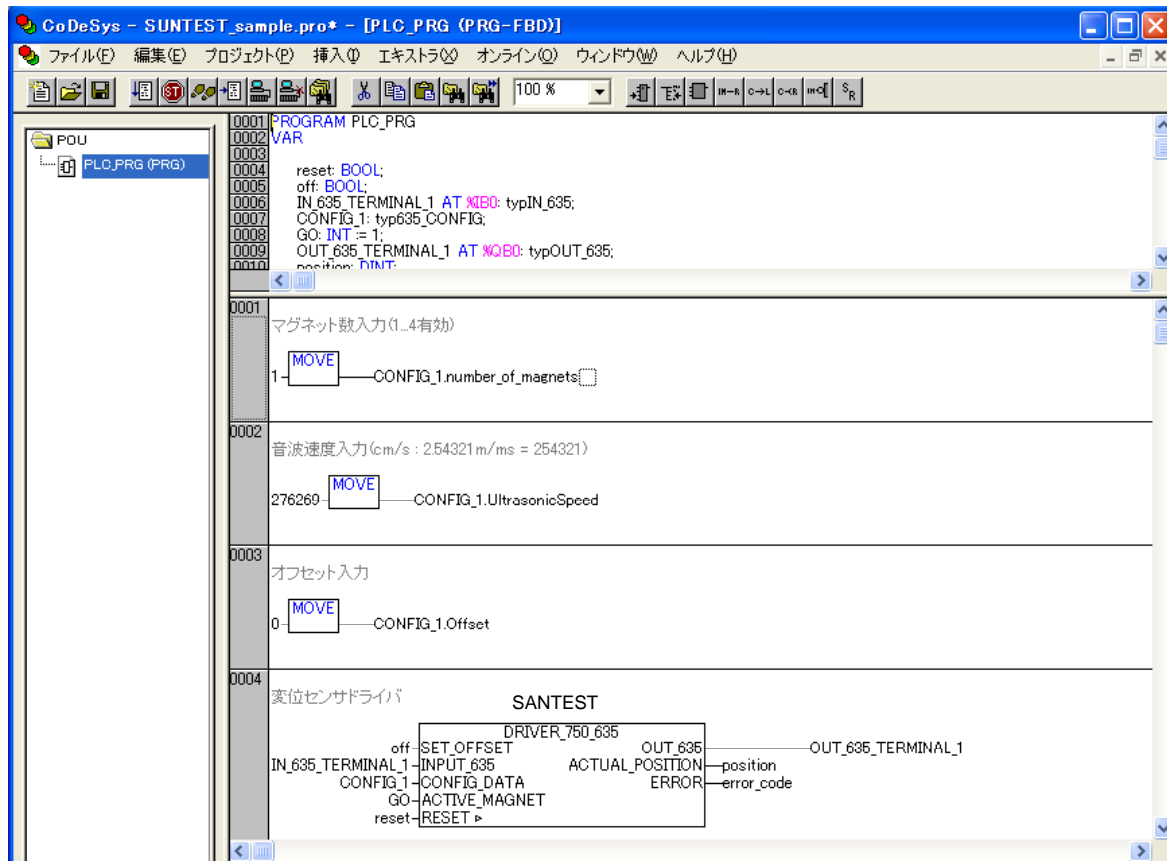 CoDeSys - SUNTEST_sample.pro* - [PLC_PRG (PRG-FBD)]
ファイル(F) 編集(E) プロジェクト(P) 挿入(I) エキストラ(X) オンライン(O) ウィンドウ(W) ヘルプ(H)
100 %
POU
PLC_PRG (PRG)
0001 PROGRAM PLC_PRG
0002 VAR
0003
0004 reset: BOOL;
0005 off: BOOL;
0006 IN_635_TERMINAL_1 AT %IB0: typIN_635;
0007 CONFIG_1: typ635_CONFIG;
0008 GO: INT := 1;
0009 OUT_635_TERMINAL_1 AT %QB0: typOUT_635;
0010 position: DINT;
0001
マグネット数入力(1...4有効)
MOVE
1 CONFIG_1.number_of_magnets
0002
音波速度入力(cm/s : 2.54321m/ms = 254321)
MOVE
276269 CONFIG_1.UltrasonicSpeed
0003
オフセット入力
MOVE
0 CONFIG_1.Offset
0004
変位センサドライバ
SANTEST
DRIVER_750_635
off SET_OFFSET OUT_635 OUT_635_TERMINAL_1
IN_635_TERMINAL_1 INPUT_635 ACTUAL_POSITION position
CONFIG_1 CONFIG_DATA ERROR error_code
GO ACTIVE_MAGNET
reset RESET